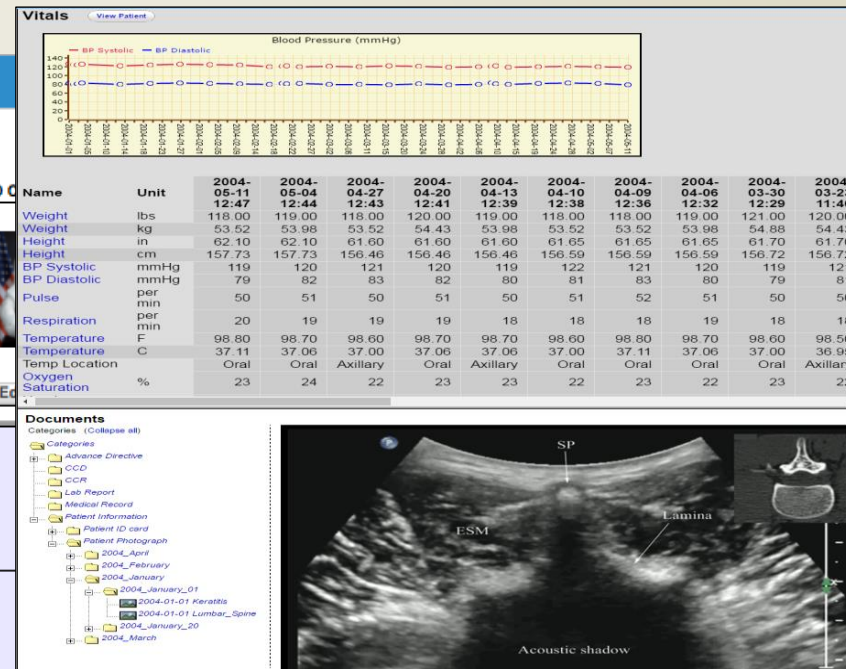 Vitals View Patient
Blood Pressure (mmHg)
BP Systolic BP Diastolic
140
120
100
80
60
40
20
0
Name Unit 2004-05-11 12:47 2004-05-04 12:44 2004-04-27 12:43 2004-04-20 12:41 2004-04-13 12:39 2004-04-10 12:38 2004-04-09 12:36 2004-04-06 12:32 2004-03-30 12:29
Weight lbs 118.00 119.00 118.00 120.00 119.00 118.00 118.00 119.00 121.00 120.00
Weight kg 53.52 53.98 53.52 54.43 53.98 53.52 53.52 53.98 54.88 54.43
Height in 62.10 62.10 61.60 61.60 61.60 61.65 61.65 61.65 61.70 61.70
Height cm 157.73 157.73 156.46 156.46 156.46 156.59 156.59 156.59 156.72 156.72
BP Systolic mmHg 119 120 121 120 119 122 121 120 119
BP Diastolic mmHg 79 82 83 82 80 81 83 80 79
Pulse per min 50 51 50 51 50 51 52 51 50
Respiration per min 20 19 19 19 18 18 18 19 18
Temperature F 98.80 98.70 98.60 98.70 98.70 98.60 98.80 98.70 98.60
Temperature C 37.11 37.06 37.00 37.06 37.06 37.00 37.11 37.06 37.00
Temp Location Oral Oral Axillary Oral Axillary Oral Oral Oral Oral
Oxygen Saturation % 23 24 22 23 23 22 23 22 23
Documents
Categories (Collapse all)
Categories
Advance Directive
CCD
CCR
Lab Report
Medical Record
Patient Information
Patient ID card
Patient Photograph
2004_April
2004_February
2004_January
2004_January_01
2004-01-01 Keratitis
2004-01-01 Lumbar_Spine
2004_January_20
2004_March
P
SP
ESM
Lamina
Acoustic shadow